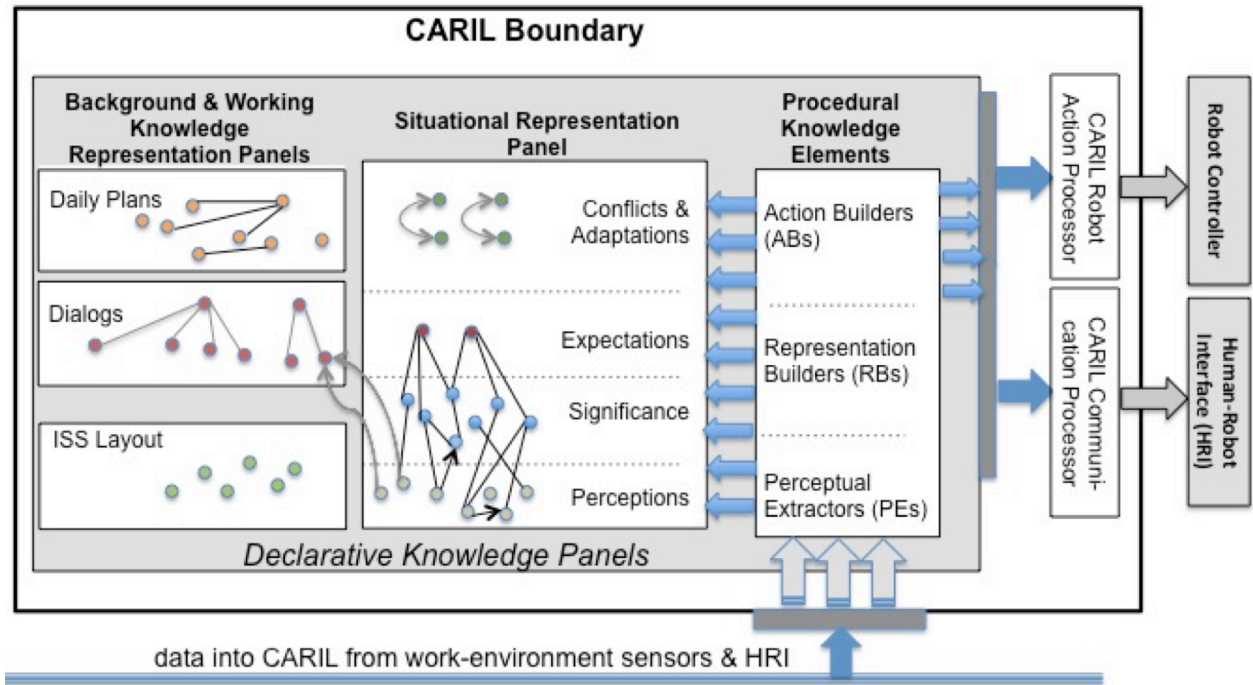 CARIL Boundary
Background & Working
Knowledge
Representation Panels
Daily Plans
Dialogs
ISS Layout
Situational Representation
Panel
Conflicts &
Adaptations
Expectations
Significance
Perceptions
Procedural
Knowledge
Elements
Action Builders
(ABs)
Representation
Builders (RBs)
Perceptual
Extractors (PEs)
Declarative Knowledge Panels
CARIL Robot
Action Processor
CARIL Communi-
cation Processor
Robot Controller
Human-Robot
Interface (HRI)
data into CARIL from work-environment sensors & HRI